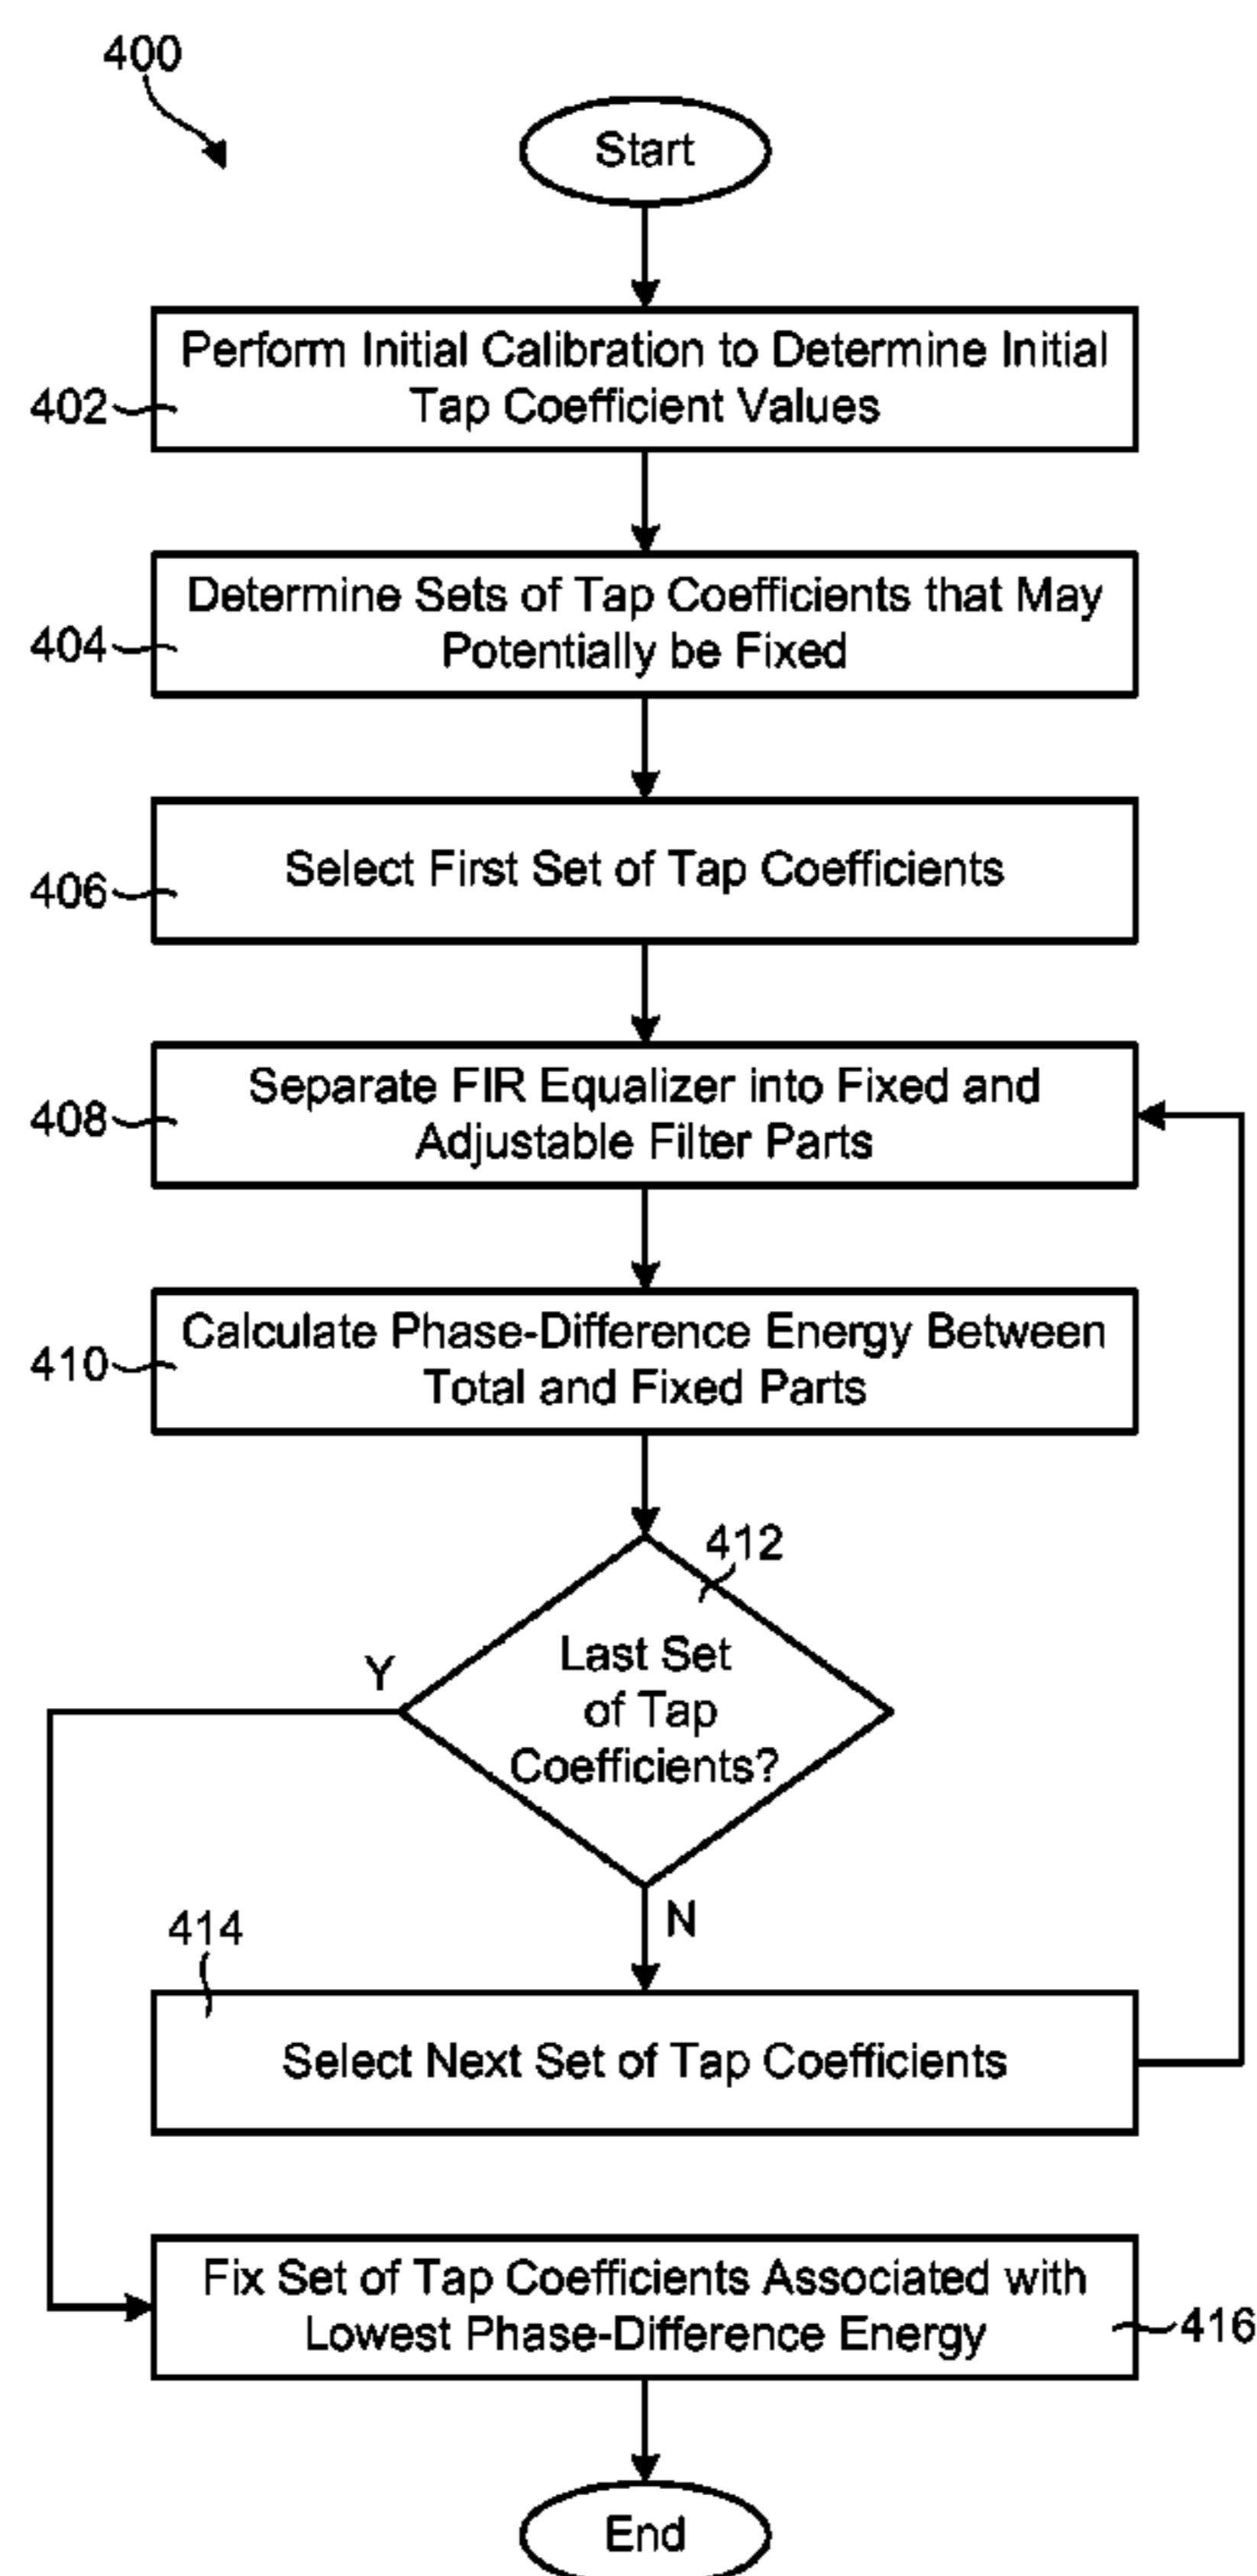 400
Start
Perform Initial Calibration to Determine Initial
Tap Coefficient Values
402
Determine Sets of Tap Coefficients that May
Potentially be Fixed
404
Select First Set of Tap Coefficients
406
Separate FIR Equalizer into Fixed and
Adjustable Filter Parts
408
Calculate Phase-Difference Energy Between
Total and Fixed Parts
410
412
Last Set
of Tap
Coefficients?
Y
N
414
Select Next Set of Tap Coefficients
Fix Set of Tap Coefficients Associated with
Lowest Phase-Difference Energy
416
End